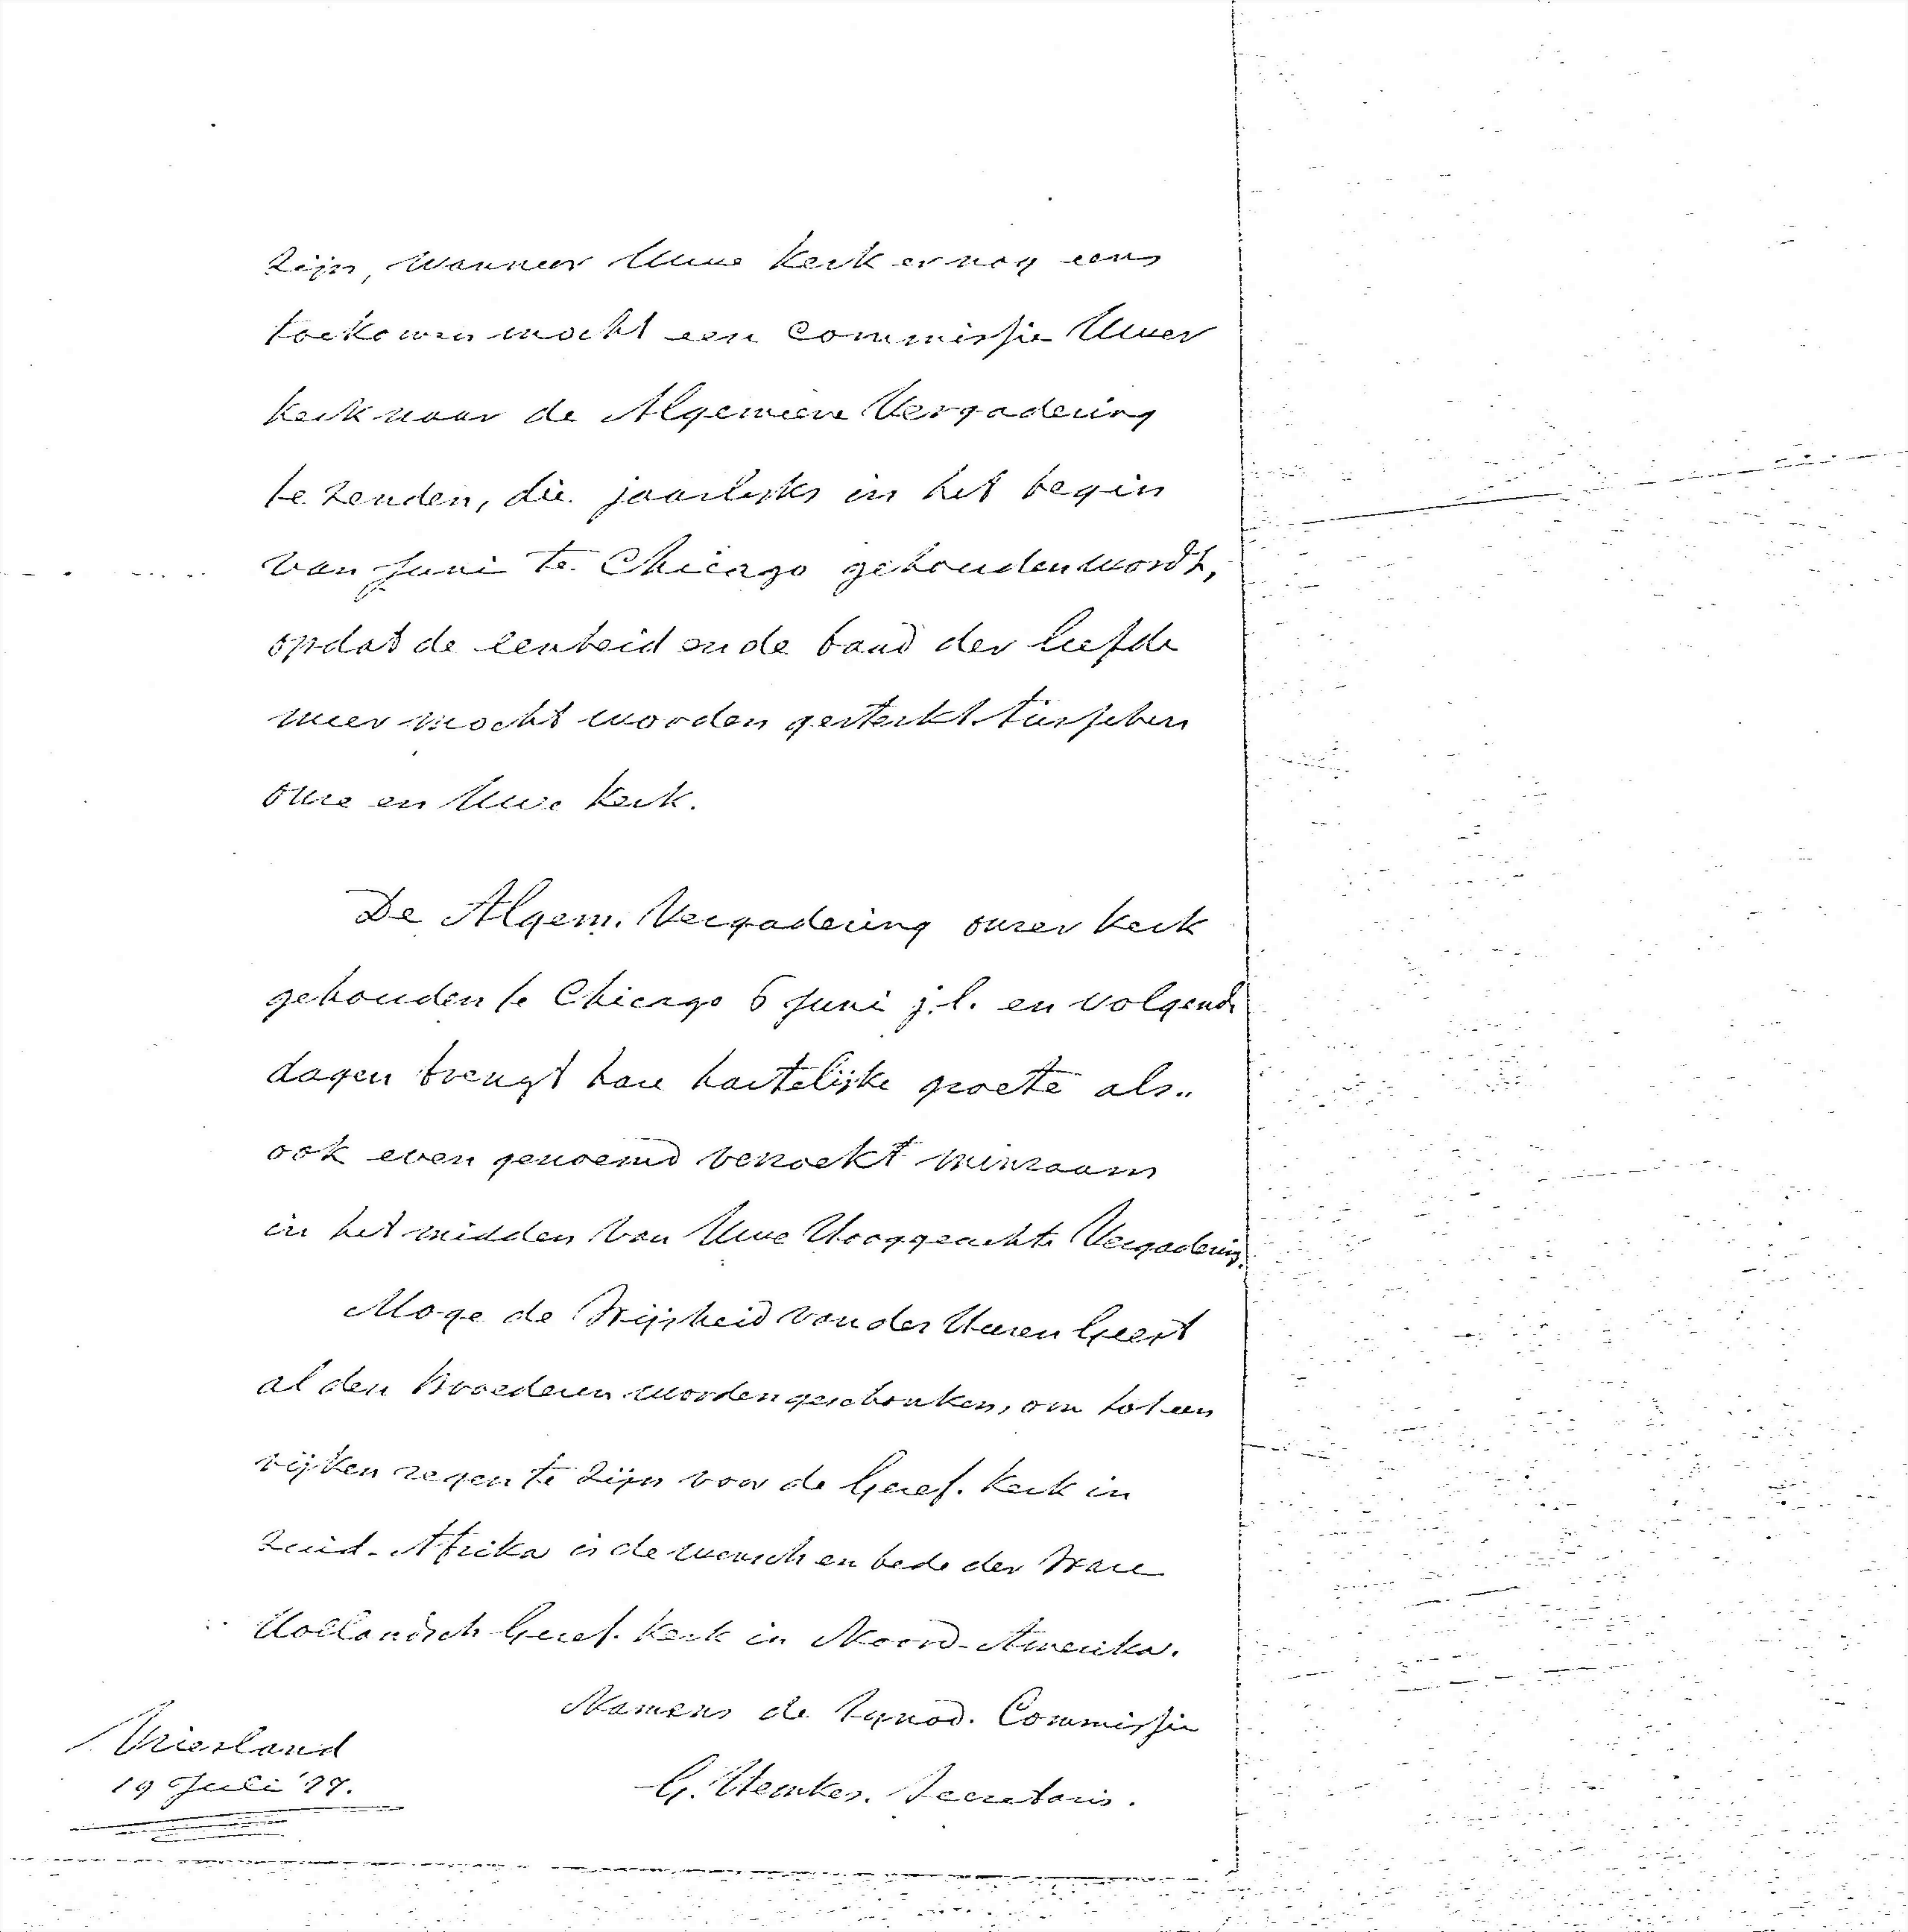 zijn, wanneer Uwe Kerk er nog eens
toekomen mocht een Commissie Uwer
Kerk naar de Algemeene Vergadering
te zenden, die jaarlijks in het begin
van Juni te Chicago gehouden wordt,
opdat de eenheid en de band der liefde
meer mocht worden gesterkt tusschen
onze en Uwe Kerk.
De Algem. Vergadering onzer Kerk
gehouden te Chicago 6 Juni j.l. en volgende
dagen brengt hare hartelijke groete als
ook even genoemd verzoekt minzaam
in het midden van Uwe Hooggeachte Vergadering.
Moge de Wijsheid van den Heiligen Geest
al den Broederen worden geschonken, om tot een
rijken zegen te zijn voor de Geref. Kerk in
Zuid-Afrika is de wensch en bede der Ware
Hollandsch Geref. Kerk in Noord-Amerika.
Namens de Synod. Commissie
Vriesland
19 Juli '77.
G. Hemkes. Secretaris.